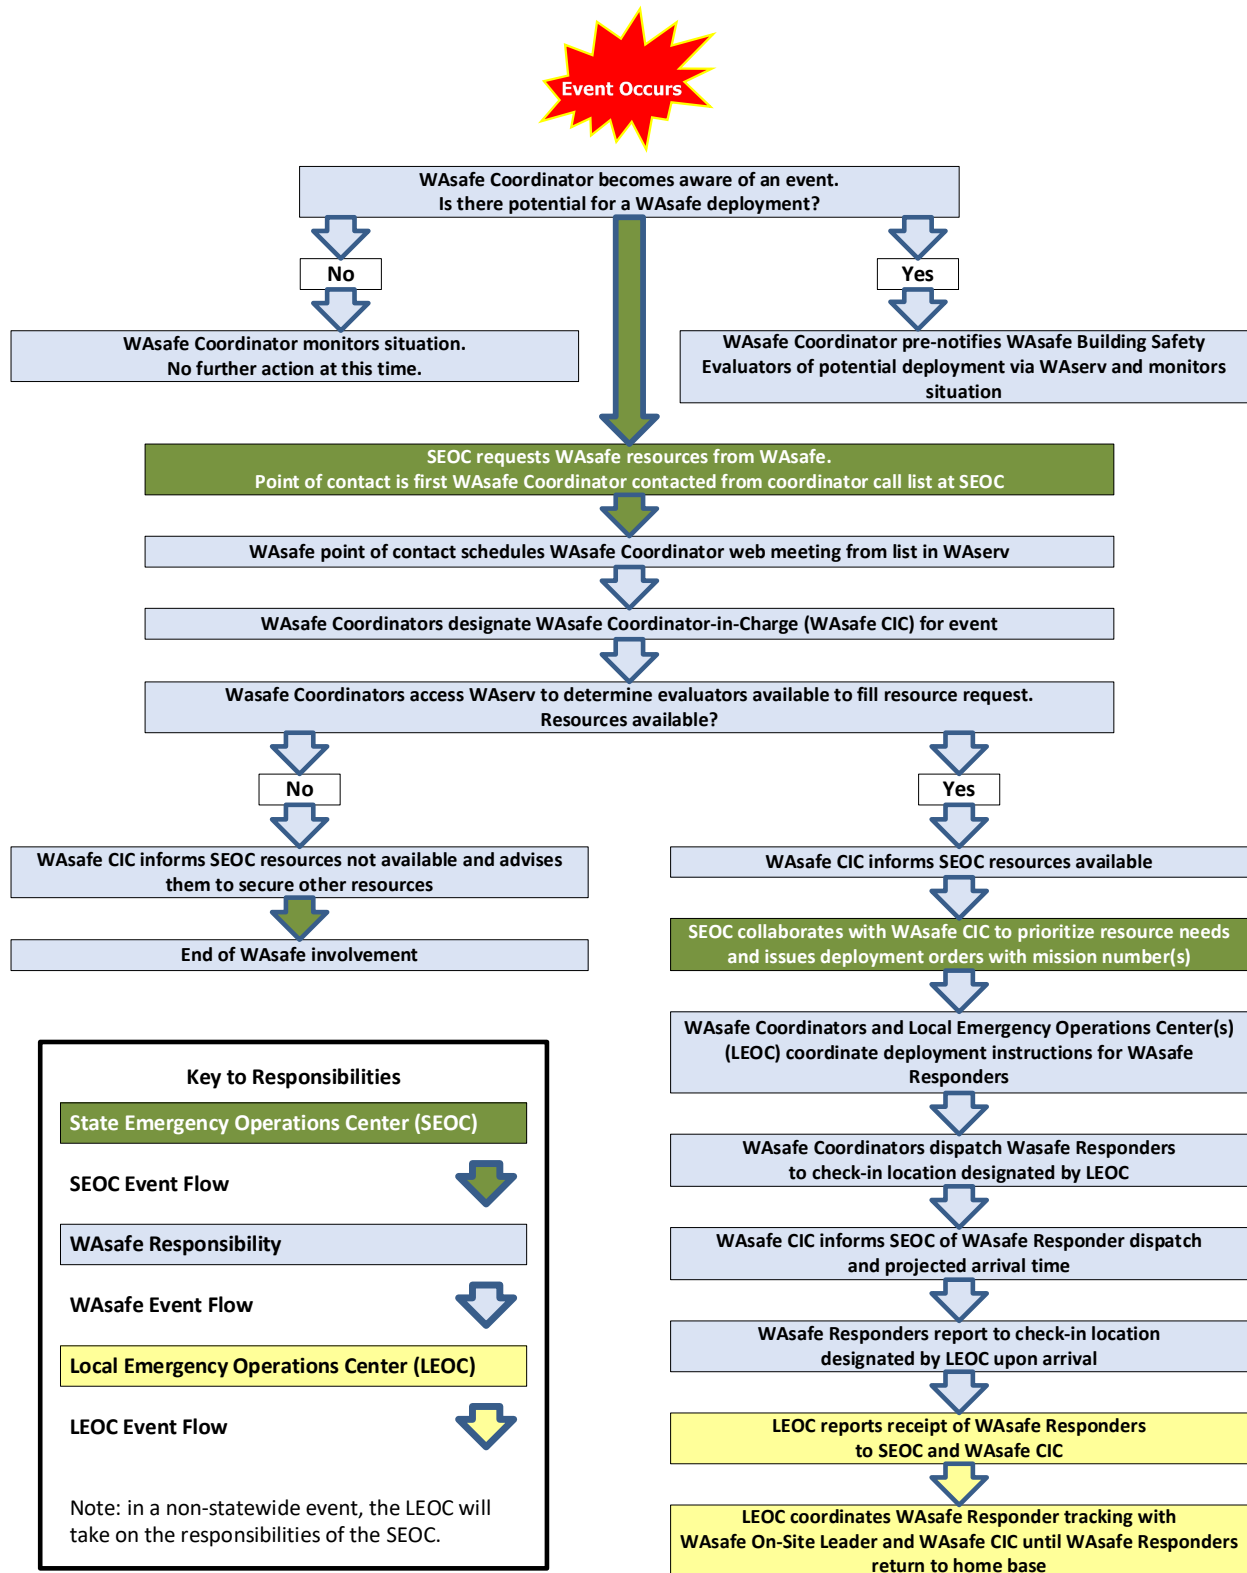 Event Occurs
WAsafe Coordinator becomes aware of an event.
Is there potential for a WAsafe deployment?
No
Yes
WAsafe Coordinator monitors situation.
No further action at this time.
WAsafe Coordinator pre-notifies WAsafe Building Safety
Evaluators of potential deployment via WAserv and monitors
situation
SEOC requests WAsafe resources from WAsafe.
Point of contact is first WAsafe Coordinator contacted from coordinator call list at SEOC
WAsafe point of contact schedules WAsafe Coordinator web meeting from list in WAserv
WAsafe Coordinators designate WAsafe Coordinator-in-Charge (WAsafe CIC) for event
Wasafe Coordinators access WAserv to determine evaluators available to fill resource request.
Resources available?
No
Yes
WAsafe CIC informs SEOC resources not available and advises
them to secure other resources
End of WAsafe involvement
WAsafe CIC informs SEOC resources available
SEOC collaborates with WAsafe CIC to prioritize resource needs
and issues deployment orders with mission number(s)
WAsafe Coordinators and Local Emergency Operations Center(s)
(LEOC) coordinate deployment instructions for WAsafe
Responders
WAsafe Coordinators dispatch Wasafe Responders
to check-in location designated by LEOC
WAsafe CIC informs SEOC of WAsafe Responder dispatch
and projected arrival time
WAsafe Responders report to check-in location
designated by LEOC upon arrival
LEOC reports receipt of WAsafe Responders
to SEOC and WAsafe CIC
LEOC coordinates WAsafe Responder tracking with
WAsafe On-Site Leader and WAsafe CIC until WAsafe Responders
return to home base
Key to Responsibilities
State Emergency Operations Center (SEOC)
SEOC Event Flow
WAsafe Responsibility
WAsafe Event Flow
Local Emergency Operations Center (LEOC)
LEOC Event Flow
Note: in a non-statewide event, the LEOC will
take on the responsibilities of the SEOC.